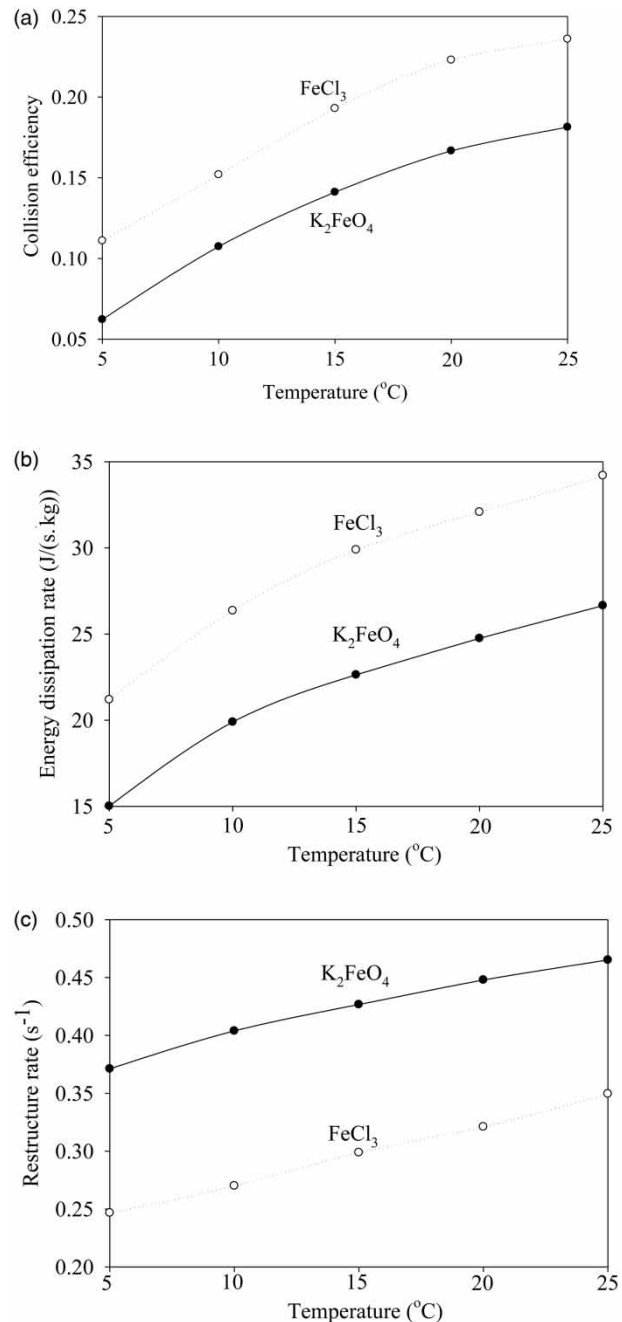 (a)
0.25
0.20
0.15
0.10
0.05
Collision efficiency
FeCl3
K2FeO4
5 10 15 20 25
Temperature (oC)
(b)
35
30
25
20
15
Energy dissipation rate (J/(s.kg))
FeCl3
K2FeO4
5 10 15 20 25
Temperature (oC)
(c)
0.50
0.45
0.40
0.35
0.30
0.25
0.20
Restructure rate (s-1)
K2FeO4
FeCl3
5 10 15 20 25
Temperature (oC)